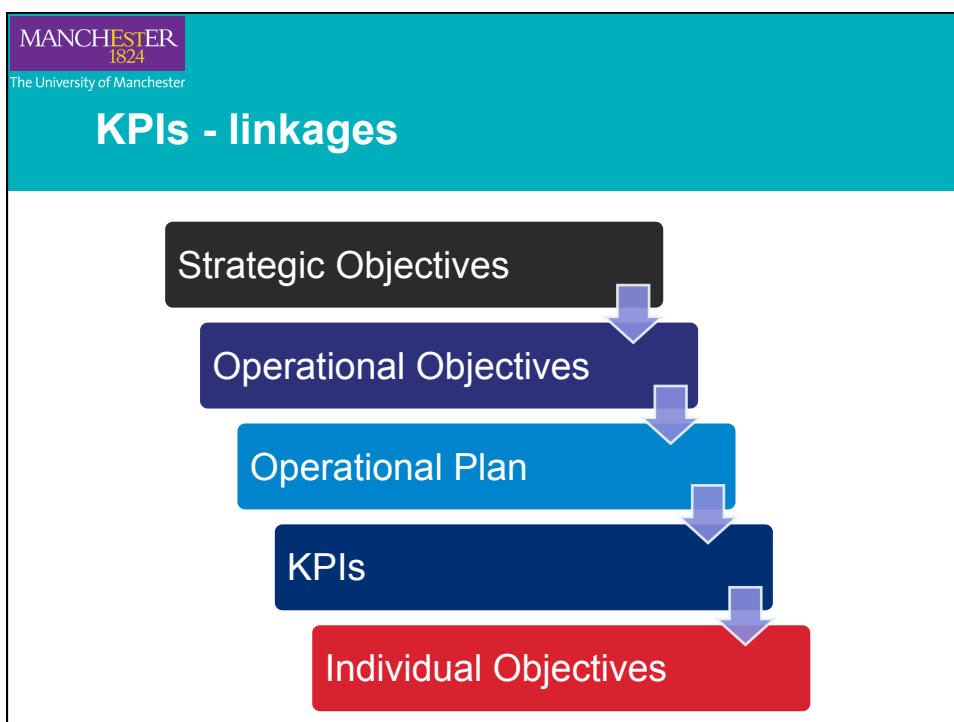 MANCHESTER
1824
The University of Manchester
KPIs - linkages
Strategic Objectives
Operational Objectives
Operational Plan
KPIs
Individual Objectives